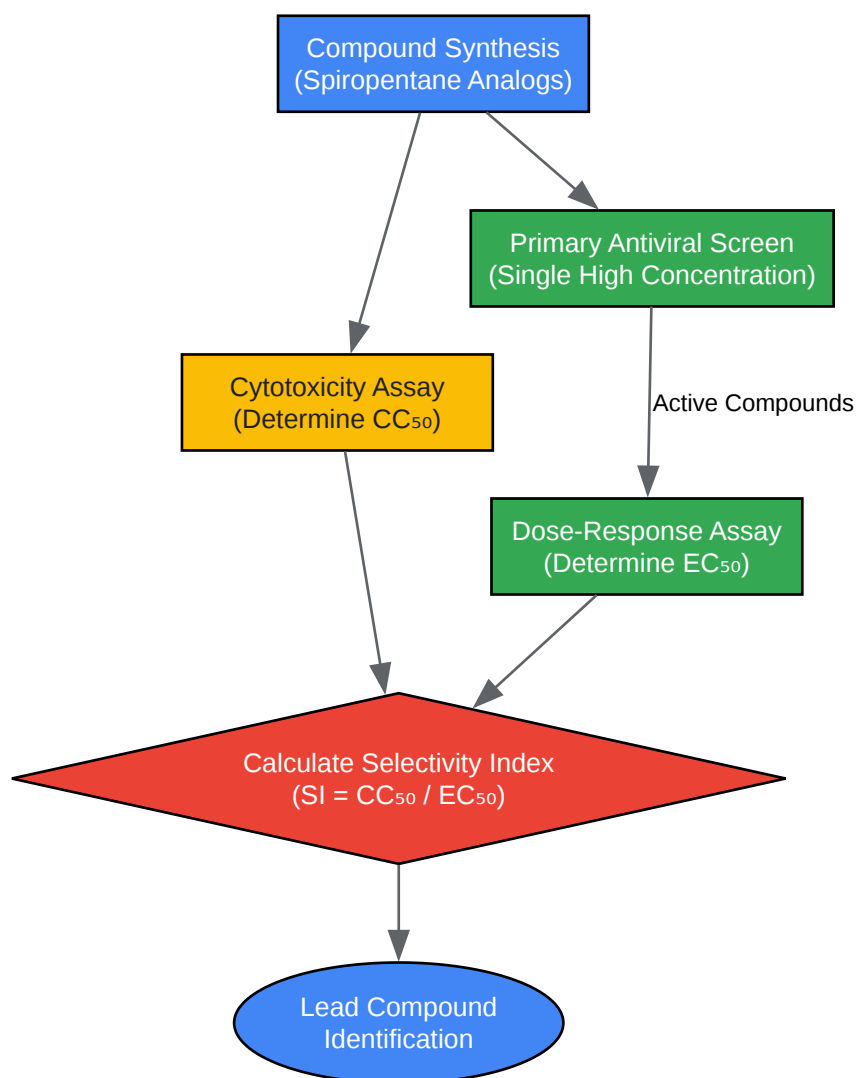 Compound Synthesis
(Spiropentane Analogs)
Primary Antiviral Screen
(Single High Concentration)
Cytotoxicity Assay
(Determine CC₅₀)
Active Compounds
Dose-Response Assay
(Determine EC₅₀)
Calculate Selectivity Index
(SI = CC₅₀ / EC₅₀)
Lead Compound
Identification